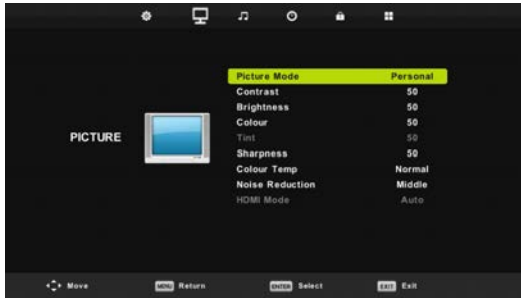 Picture Mode Personal
Contrast 50
Brightness 50
Colour 50
PICTURE
Tint 50
Sharpness 50
Colour Temp Normal
Noise Reduction Middle
HDMI Mode Auto
Move MENU Return ENTER Select EXIT Exit